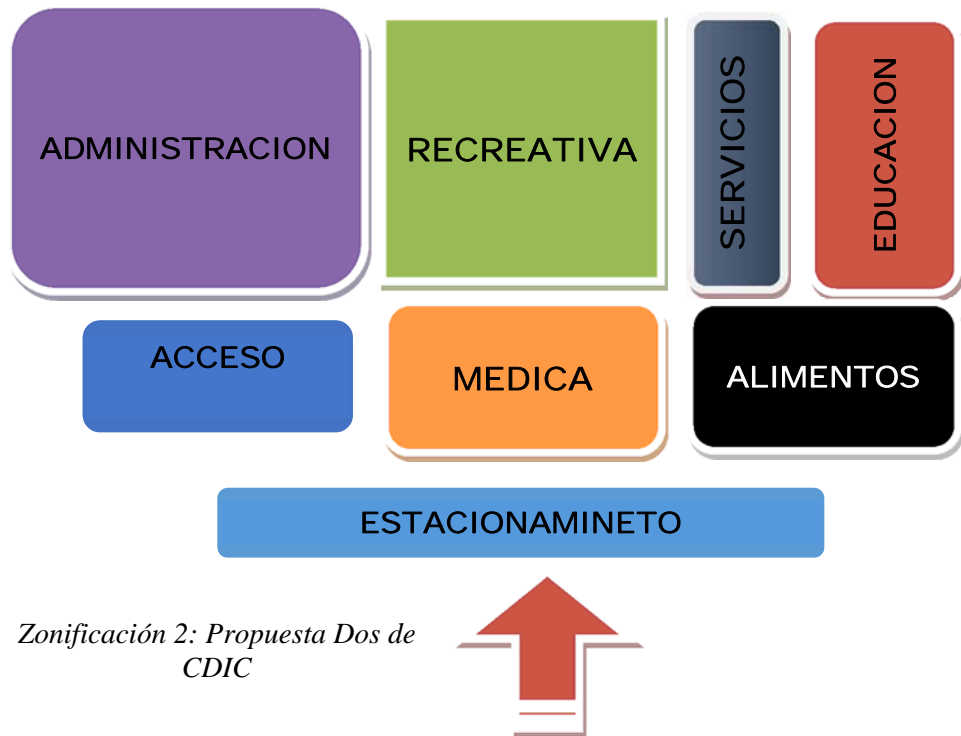 ADMINISTRACION
RECREATIVA
SERVICIOS
EDUCACION
ACCESO
MEDICA
ALIMENTOS
ESTACIONAMINETO
Zonificación 2: Propuesta Dos de
CDIC